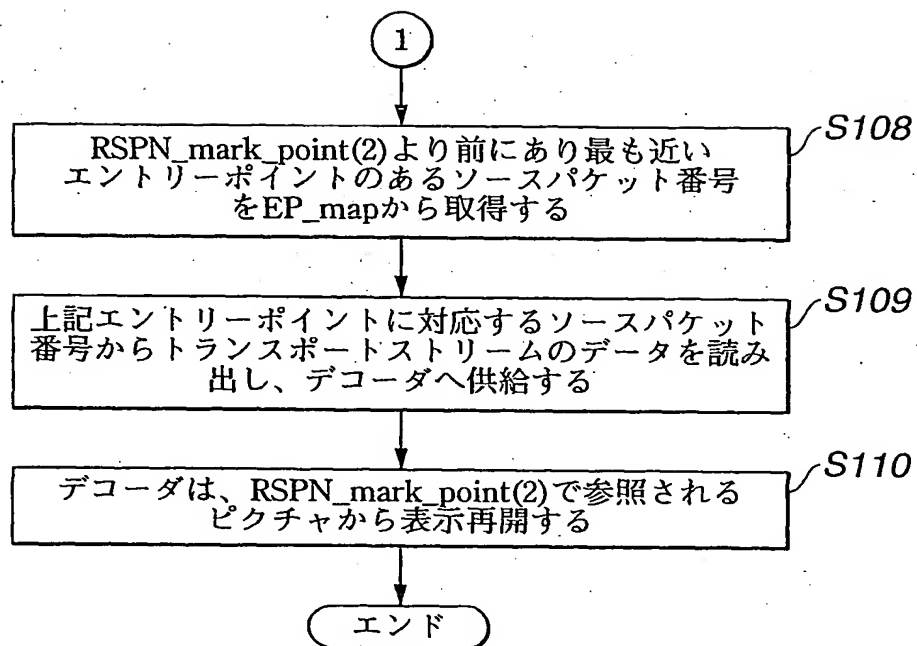 1
RSPN_mark_point(2)より前にあり最も近い
エントリーポイントのあるソースパケット番号
をEP_mapから取得する
S108
上記エントリーポイントに対応するソースパケット
番号からトランスポートストリームのデータを読み
出し、デコーダへ供給する
S109
デコーダは、RSPN_mark_point(2)で参照される
ピクチャから表示再開する
S110
エンド